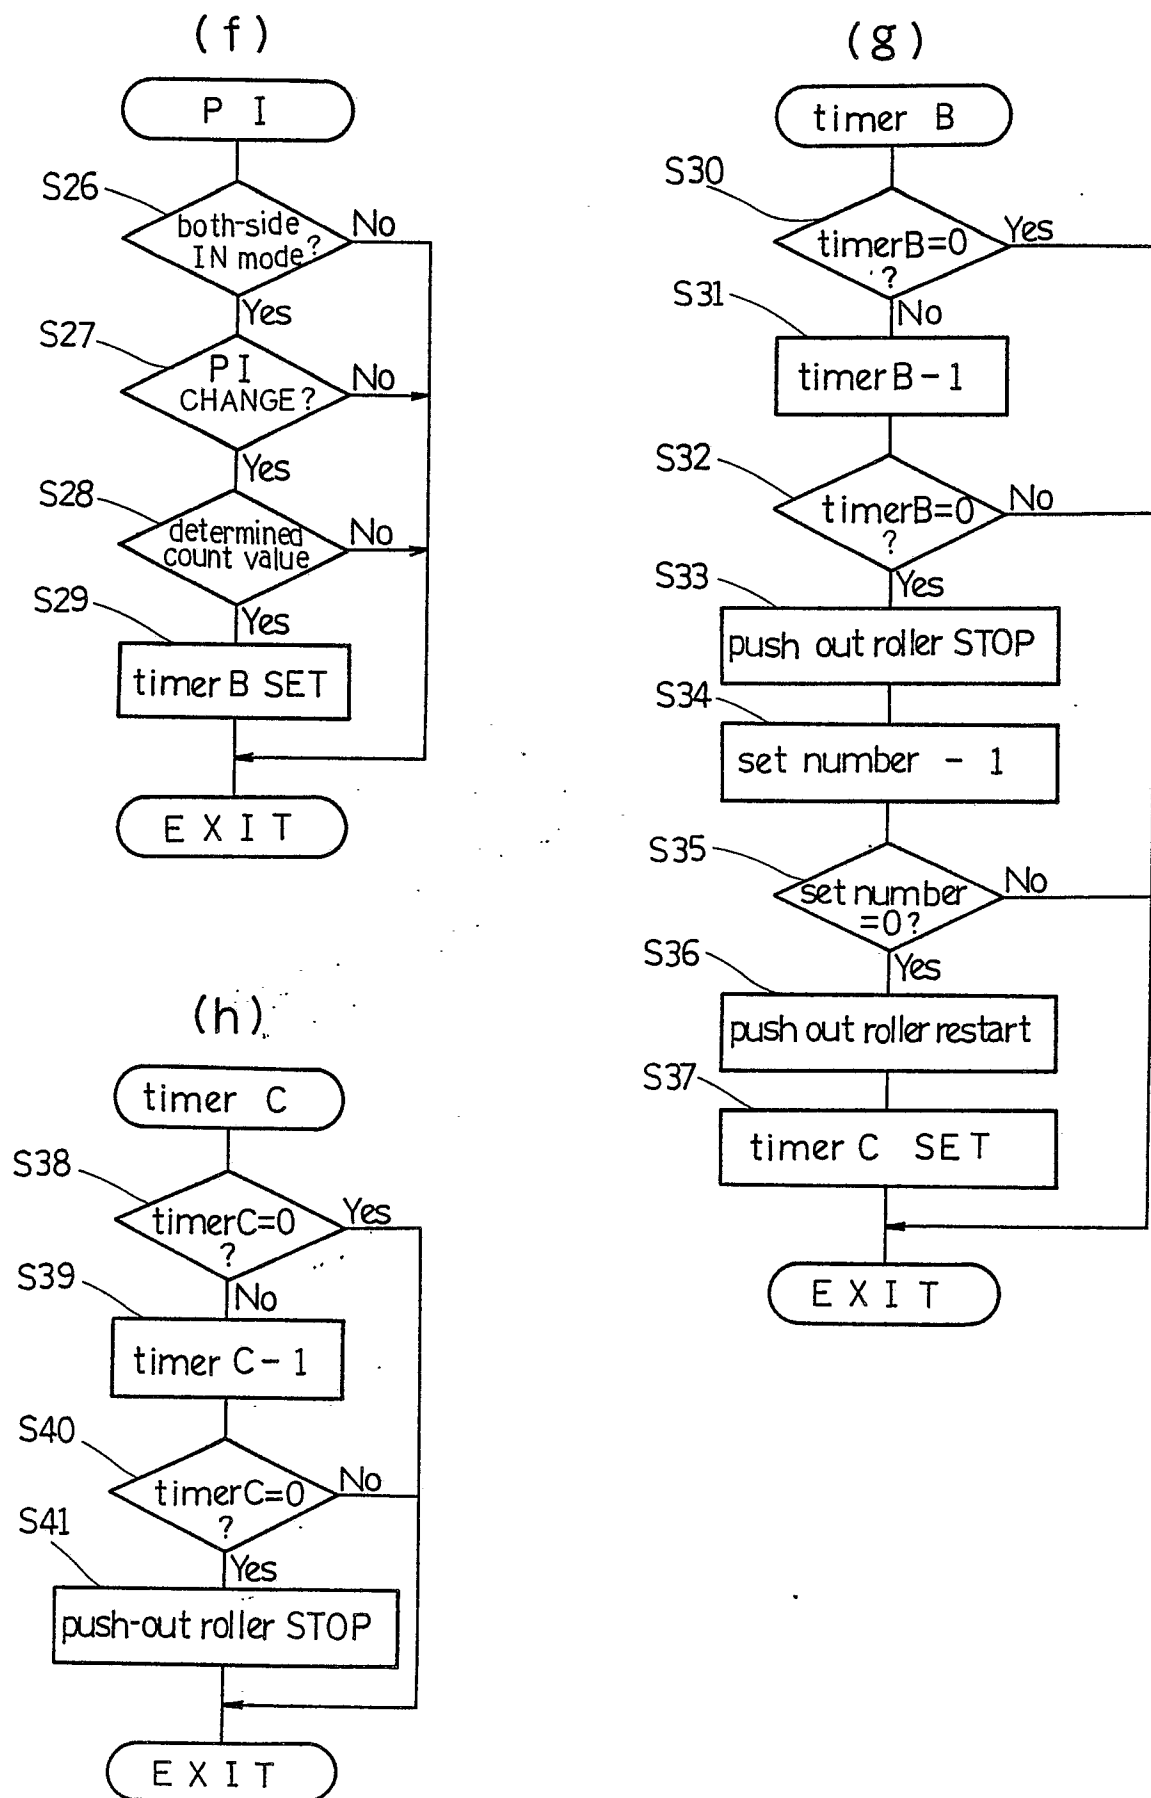 (f)
P I
S26
both-side
IN mode?
No
Yes
S27
PI
CHANGE?
No
Yes
S28
determined
count value
No
Yes
S29
timer B SET
EXIT
(g)
timer B
S30
timerB=0
?
Yes
No
S31
timer B-1
S32
timerB=0
?
No
Yes
S33
push out roller STOP
S34
set number - 1
S35
set number
=0?
No
Yes
S36
push out roller restart
S37
timer C SET
EXIT
(h)
timer C
S38
timerC=0
?
Yes
No
S39
timer C-1
S40
timerC=0
?
No
Yes
S41
push-out roller STOP
EXIT